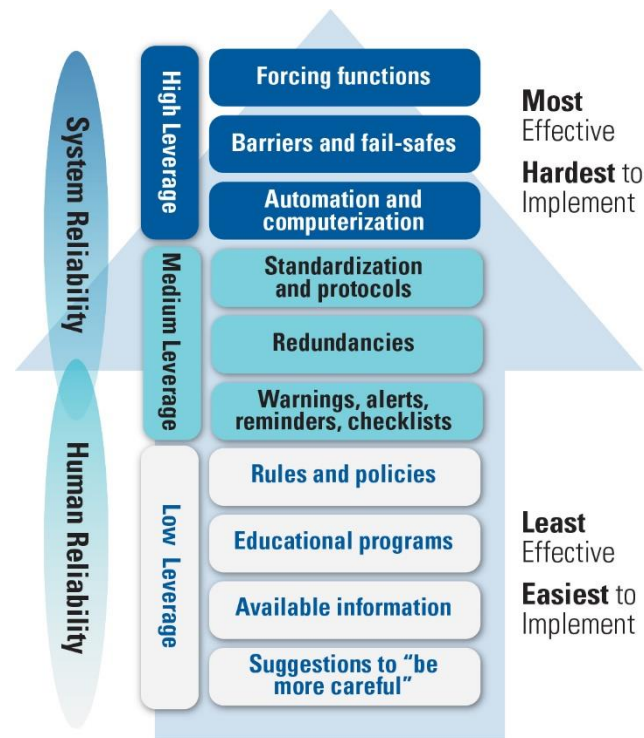 System Reliability
Human Reliability
High Leverage
Forcing functions
Barriers and fail-safes
Automation and
computerization
Medium Leverage
Standardization
and protocols
Redundancies
Warnings, alerts,
reminders, checklists
Low Leverage
Rules and policies
Educational programs
Available information
Suggestions to “be
more careful”
Most
Effective
Hardest to
Implement
Least
Effective
Easiest to
Implement